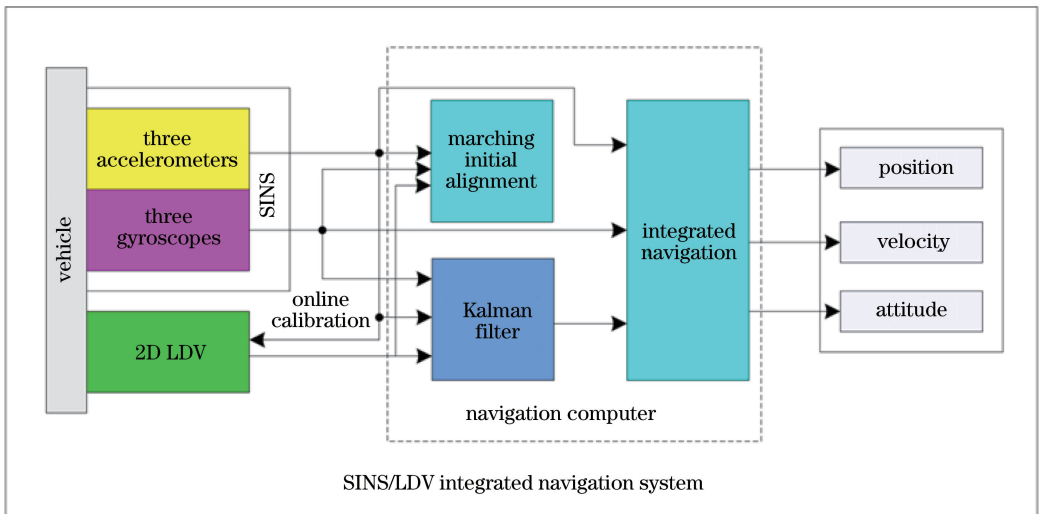 vehicle
three
accelerometers
three
gyroscopes
SINS
2D LDV
online
calibration
marching
initial
alignment
Kalman
filter
integrated
navigation
navigation computer
position
velocity
attitude
SINS/LDV integrated navigation system